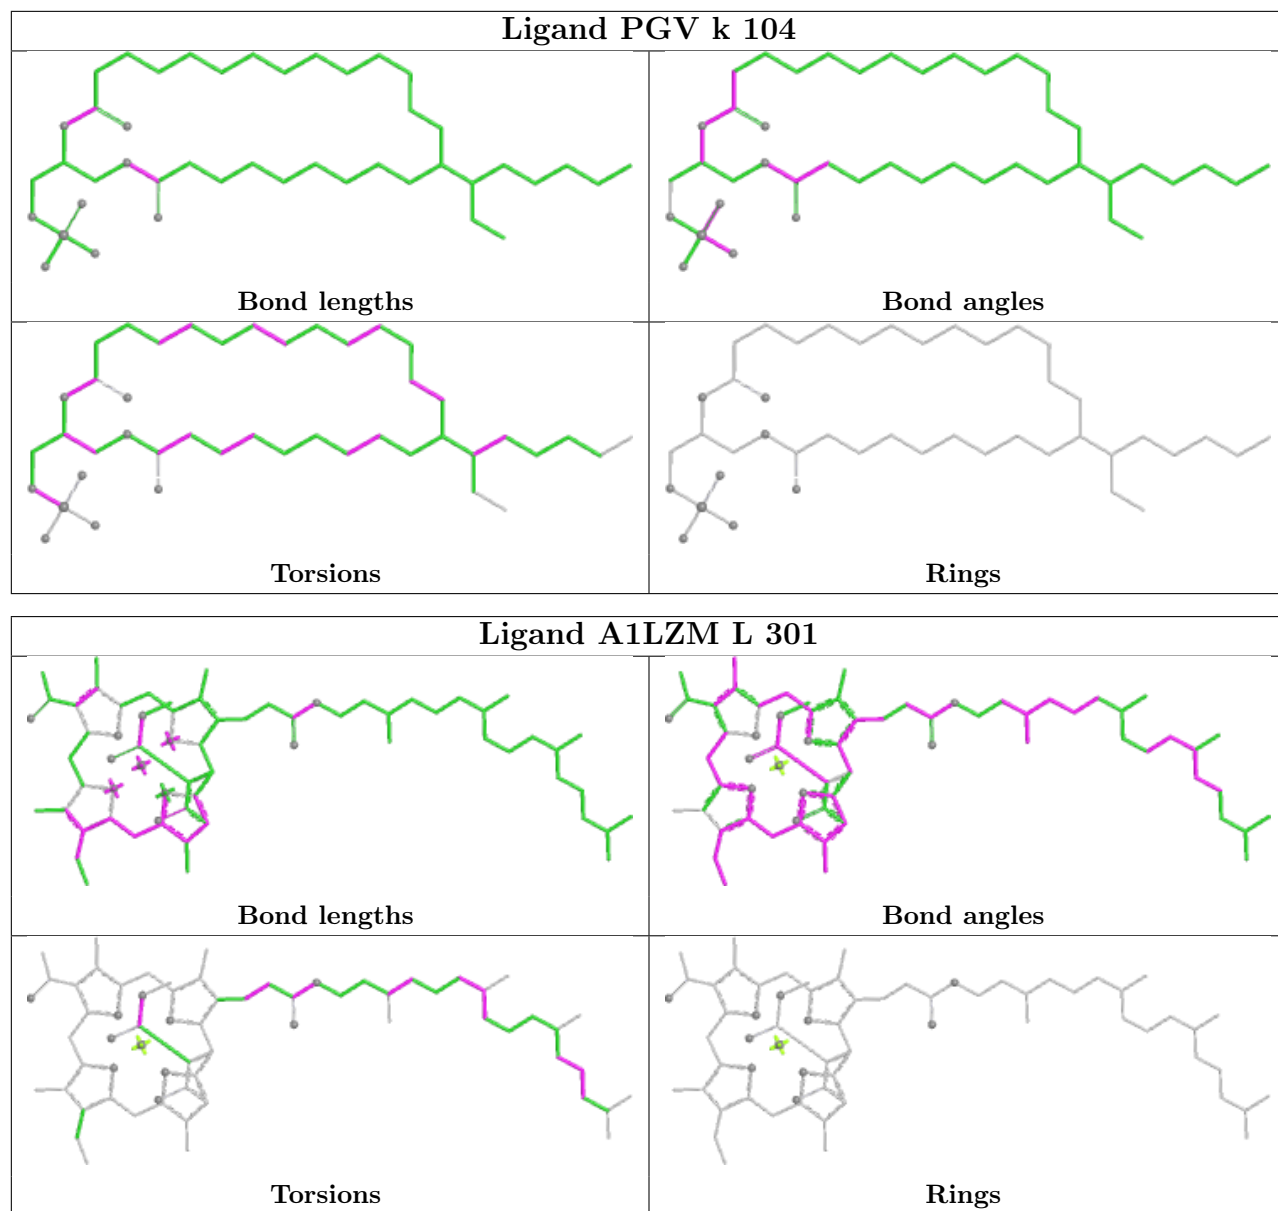 Ligand PGV k 104
Bond lengths
Bond angles
Torsions
Rings
Ligand A1LZM L 301
Bond lengths
Bond angles
Torsions
Rings